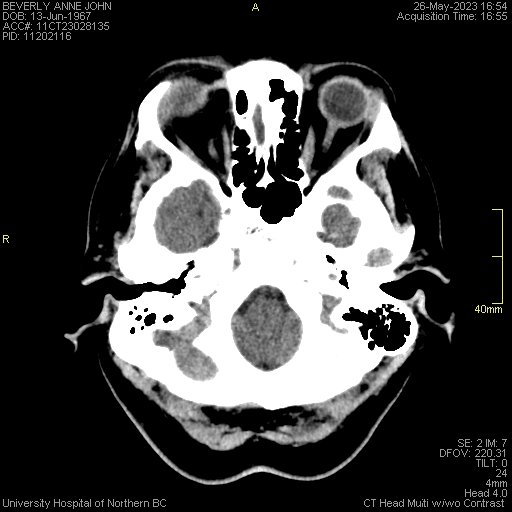 BEVERLY ANNE JOHN
DOB: 13-Jun-1967
ACC#: 11CT23028135
PID: 11202116
A
26-May-2023 16:54
Acquisition Time: 16:55
R
40mm
SE: 2 IM: 7
DFOV: 220.31
TILT: 0
24
4mm
Head 4.0
University Hospital of Northern BC
CT Head Multi w/wo Contrast